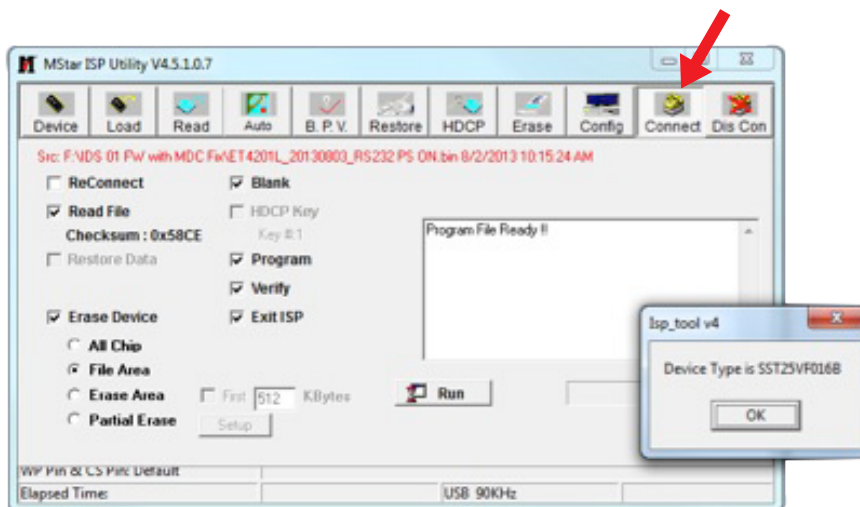 MStar ISP Utility V4.5.1.0.7
Device Load Read Auto B. P. V. Restore HDCP Erase Config Connect Dis Con
Src: F:\IDS 01 FW with MDC Fix\ET4201L_20130803_RS232 PS ON.bin 8/2/2013 10:15:24 AM
ReConnect Blank
Read File HDCP Key
Checksum : 0x58CE Key #:1
Program File Ready !!
Restore Data Program
Verify
Erase Device Exit ISP
All Chip
File Area
Erase Area First 512 KBytes
Run
Partial Erase Setup
Isp_tool v4
Device Type is SST25VF016B
OK
WP Pin & CS Pin: Default
Elapsed Time: USB 90KHz